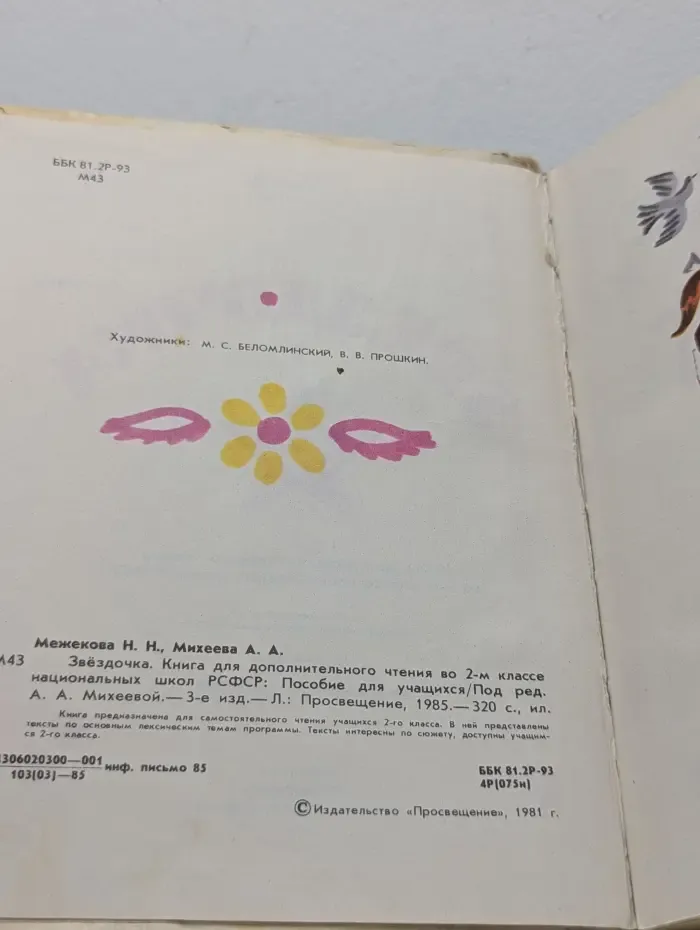 ББК 81.2Р-93
М43
Художники: М. С. БЕЛОМЛИНСКИЙ, В. В. ПРОШКИН.
Межекова Н. Н., Михеева А. А.
М43 Звёздочка. Книга для дополнительного чтения во 2-м классе
национальных школ РСФСР: Пособие для учащихся/Под ред.
А. А. Михеевой.— 3-е изд.— Л.: Просвещение, 1985.— 320 с., ил.
Книга предназначена для самостоятельного чтения учащихся 2-го класса. В ней представлены
тексты по основным лексическим темам программы. Тексты интересны по сюжету, доступны учащим-
ся 2-го класса.
4306020300—001
103(03)—85 инф. письмо 85
ББК 81.2Р-93
4Р(075н)
© Издательство «Просвещение», 1981 г.